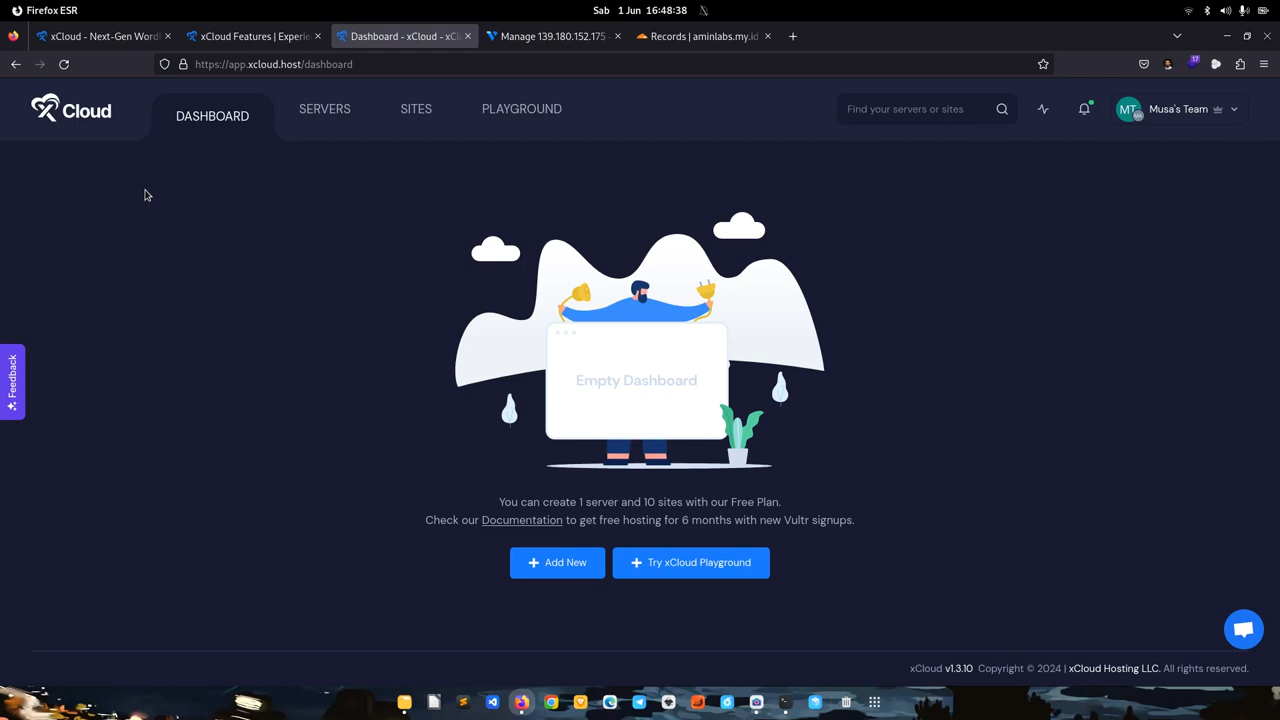 Firefox ESR
Sab 1 Jun 16:48:38
xCloud - Next-Gen Word
xCloud Features | Experie
Dashboard - xCloud - xCl
Manage 139.180.152.175 -
Records | aminlabs.my.id
https://app.xcloud.host/dashboard
17
xCloud
DASHBOARD
SERVERS
SITES
PLAYGROUND
Find your servers or sites
MT
MA
Musa's Team
Feedback
Empty Dashboard
You can create 1 server and 10 sites with our Free Plan.
Check our Documentation to get free hosting for 6 months with new Vultr signups.
Add New
Try xCloud Playground
xCloud v1.3.10 Copyright © 2024 | xCloud Hosting LLC. All rights reserved.